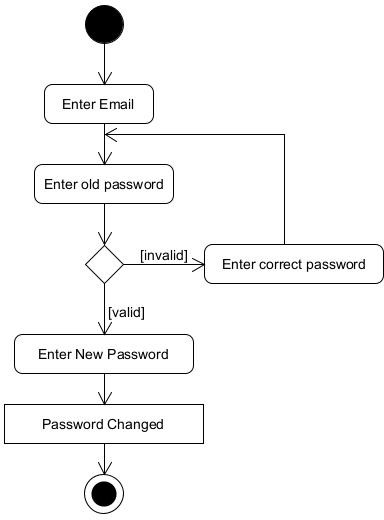 Enter Email
Enter old password
[invalid]
Enter correct password
[valid]
Enter New Password
Password Changed